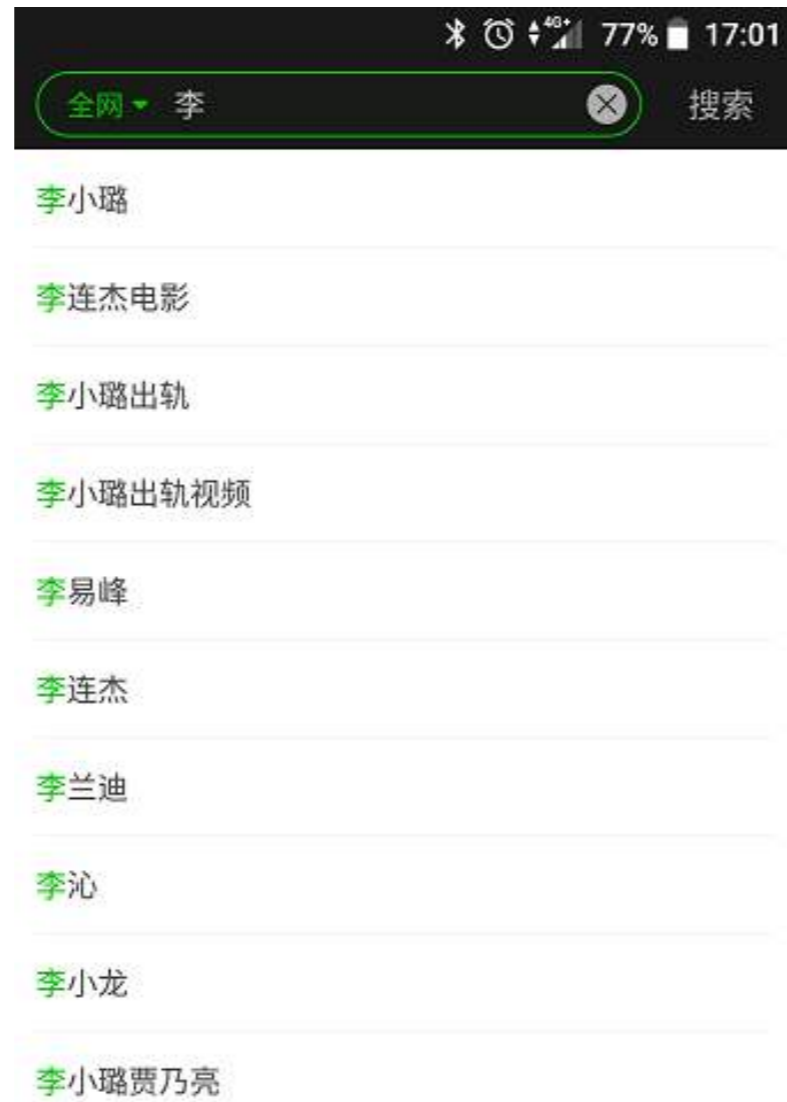 4G+ 77% 17:01
全网 李 搜索
李小璐
李连杰电影
李小璐出轨
李小璐出轨视频
李易峰
李连杰
李兰迪
李沁
李小龙
李小璐贾乃亮